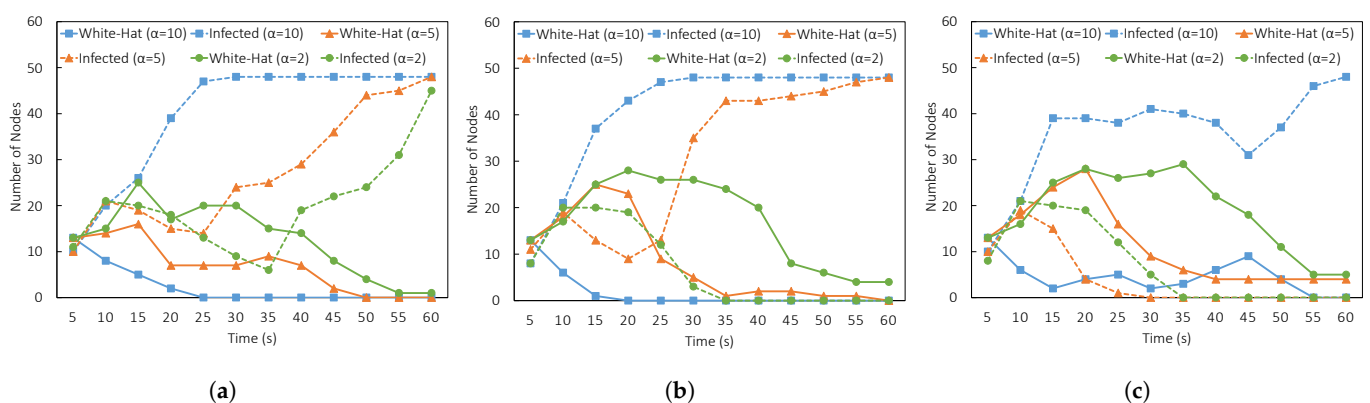 60
White-Hat (α=10) Infected (α=10) White-Hat (α=5)
50
Infected (α=5) White-Hat (α=2) Infected (α=2)
40
30
20
10
0
Number of Nodes
5 10 15 20 25 30 35 40 45 50 55 60
Time (s)
(a)
60
White-Hat (α=10) Infected (α=10) White-Hat (α=5)
Infected (α=5) White-Hat (α=2) Infected (α=2)
50
40
30
20
10
0
Number of Nodes
5 10 15 20 25 30 35 40 45 50 55 60
Time (s)
(b)
60
White-Hat (α=10) Infected (α=10) White-Hat (α=5)
Infected (α=5) White-Hat (α=2) Infected (α=2)
50
40
30
20
10
0
Number of Nodes
5 10 15 20 25 30 35 40 45 50 55 60
Time (s)
(c)